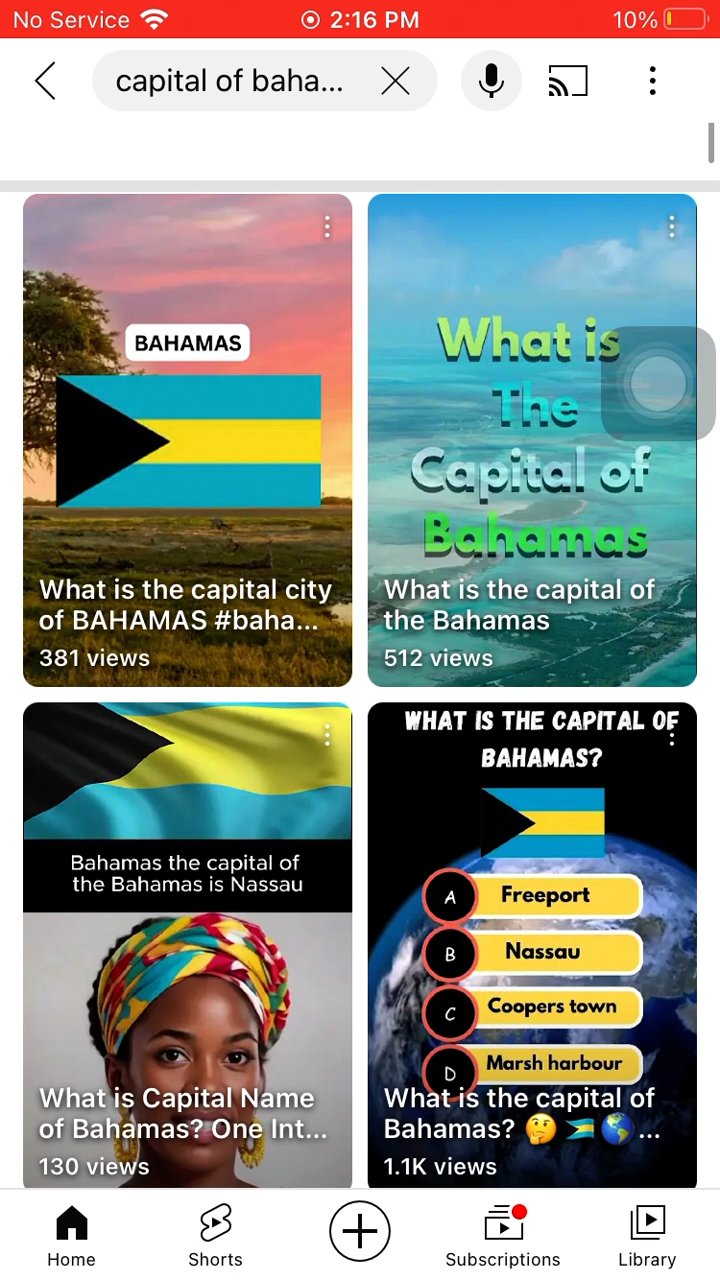 No Service 2:16 PM 10%
capital of baha...
BAHAMAS
What is the capital city
of BAHAMAS #baha...
381 views
What is
The
Capital of
Bahamas
What is the capital of
the Bahamas
512 views
Bahamas the capital of
the Bahamas is Nassau
What is Capital Name
of Bahamas? One Int...
130 views
WHAT IS THE CAPITAL OF
BAHAMAS?
A Freeport
B Nassau
C Coopers town
D Marsh harbour
What is the capital of
Bahamas? 🤔 🇧🇸 🌎 ...
1.1K views
Home Shorts Subscriptions Library